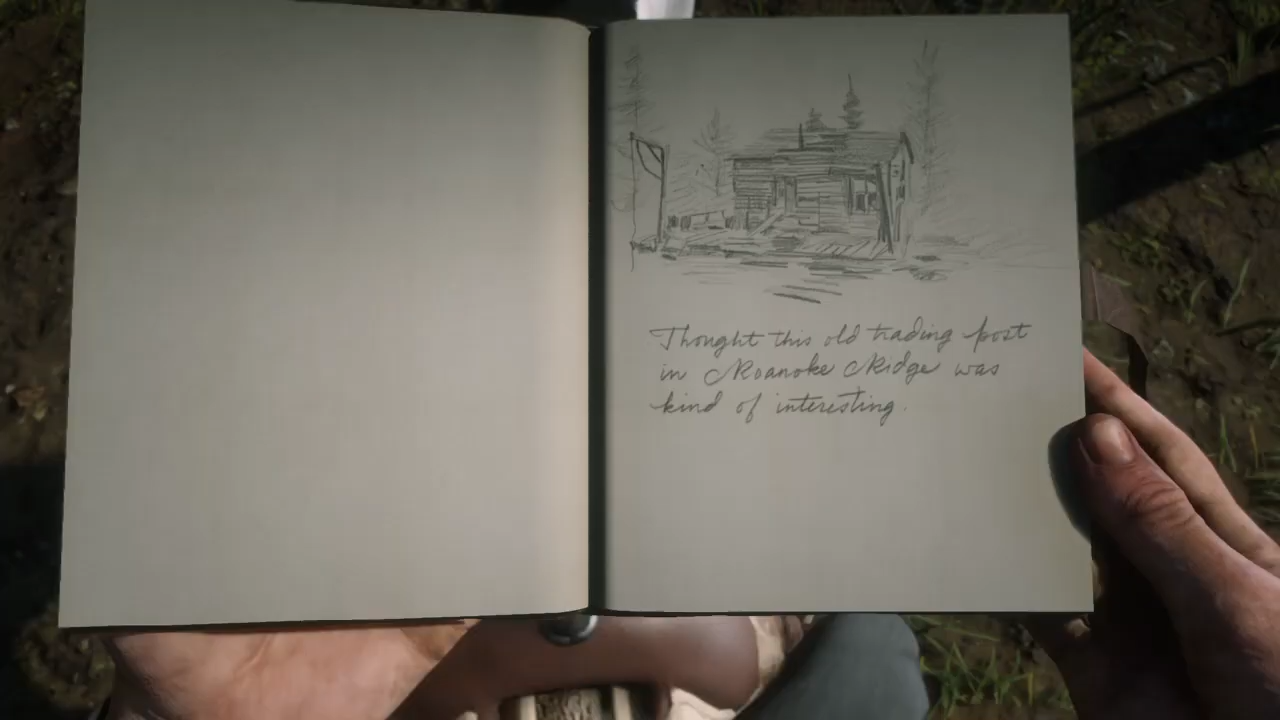 Thought this old trading post
in Roanoke Ridge was
kind of interesting.